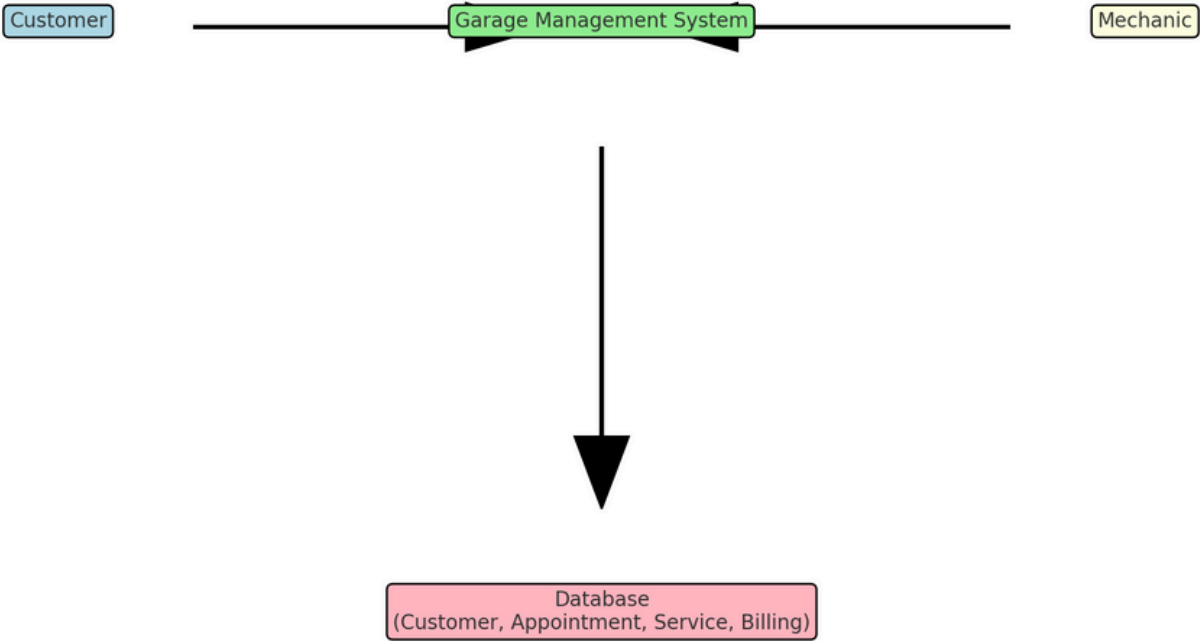 Customer
Garage Management System
Mechanic
Database
(Customer, Appointment, Service, Billing)